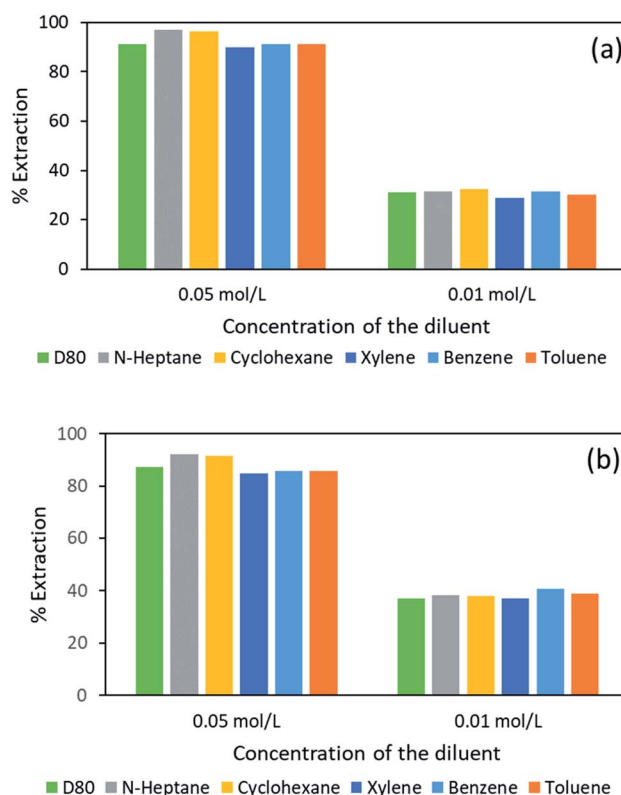 (a)
% Extraction
100
80
60
40
20
0
0.05 mol/L 0.01 mol/L
Concentration of the diluent
D80 N-Heptane Cyclohexane Xylene Benzene Toluene
(b)
% Extraction
100
80
60
40
20
0
0.05 mol/L 0.01 mol/L
Concentration of the diluent
D80 N-Heptane Cyclohexane Xylene Benzene Toluene